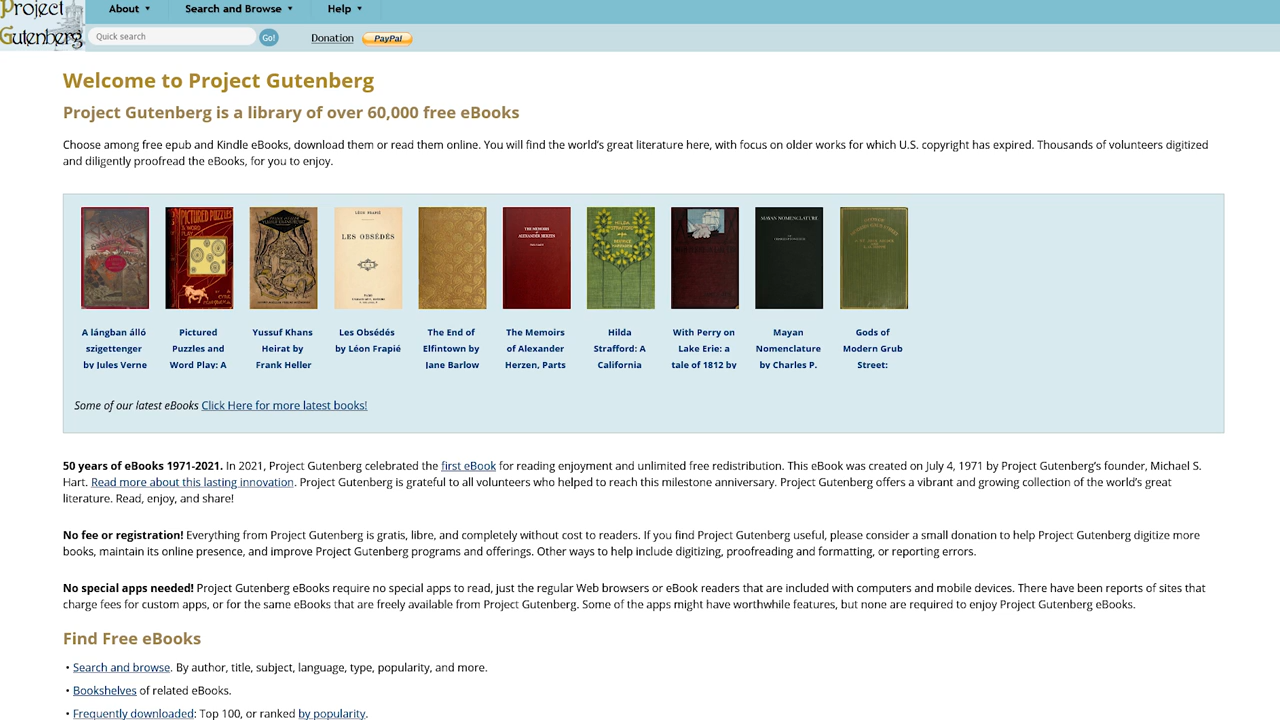 Project
Gutenberg
About ▾
Search and Browse ▾
Help ▾
Quick search
Go!
Donation
PayPal
Welcome to Project Gutenberg
Project Gutenberg is a library of over 60,000 free eBooks
Choose among free epub and Kindle eBooks, download them or read them online. You will find the world’s great literature here, with focus on older works for which U.S. copyright has expired. Thousands of volunteers digitized
and diligently proofread the eBooks, for you to enjoy.
PICTURED PUZZLES
& WORD PLAY
LÉON FRAPIÉ
LES OBSÉDÉS
THE MEMOIRS
OF
ALEXANDER HERZEN
HILDA
STRAFFORD
BEATRICE
HARRADEN
MAYAN NOMENCLATURE
A lángban álló
szigettenger
by Jules Verne
Pictured
Puzzles and
Word Play: A
Yussuf Khans
Heirat by
Frank Heller
Les Obsédés
by Léon Frapié
The End of
Elfintown by
Jane Barlow
The Memoirs
of Alexander
Herzen, Parts
Hilda
Strafford: A
California
With Perry on
Lake Erie: a
tale of 1812 by
Mayan
Nomenclature
by Charles P.
Gods of
Modern Grub
Street:
Some of our latest eBooks Click Here for more latest books!
50 years of eBooks 1971-2021. In 2021, Project Gutenberg celebrated the first eBook for reading enjoyment and unlimited free redistribution. This eBook was created on July 4, 1971 by Project Gutenberg’s founder, Michael S.
Hart. Read more about this lasting innovation. Project Gutenberg is grateful to all volunteers who helped to reach this milestone anniversary. Project Gutenberg offers a vibrant and growing collection of the world’s great
literature. Read, enjoy, and share!
No fee or registration! Everything from Project Gutenberg is gratis, libre, and completely without cost to readers. If you find Project Gutenberg useful, please consider a small donation to help Project Gutenberg digitize more
books, maintain its online presence, and improve Project Gutenberg programs and offerings. Other ways to help include digitizing, proofreading and formatting, or reporting errors.
No special apps needed! Project Gutenberg eBooks require no special apps to read, just the regular Web browsers or eBook readers that are included with computers and mobile devices. There have been reports of sites that
charge fees for custom apps, or for the same eBooks that are freely available from Project Gutenberg. Some of the apps might have worthwhile features, but none are required to enjoy Project Gutenberg eBooks.
Find Free eBooks
• Search and browse. By author, title, subject, language, type, popularity, and more.
• Bookshelves of related eBooks.
• Frequently downloaded: Top 100, or ranked by popularity.